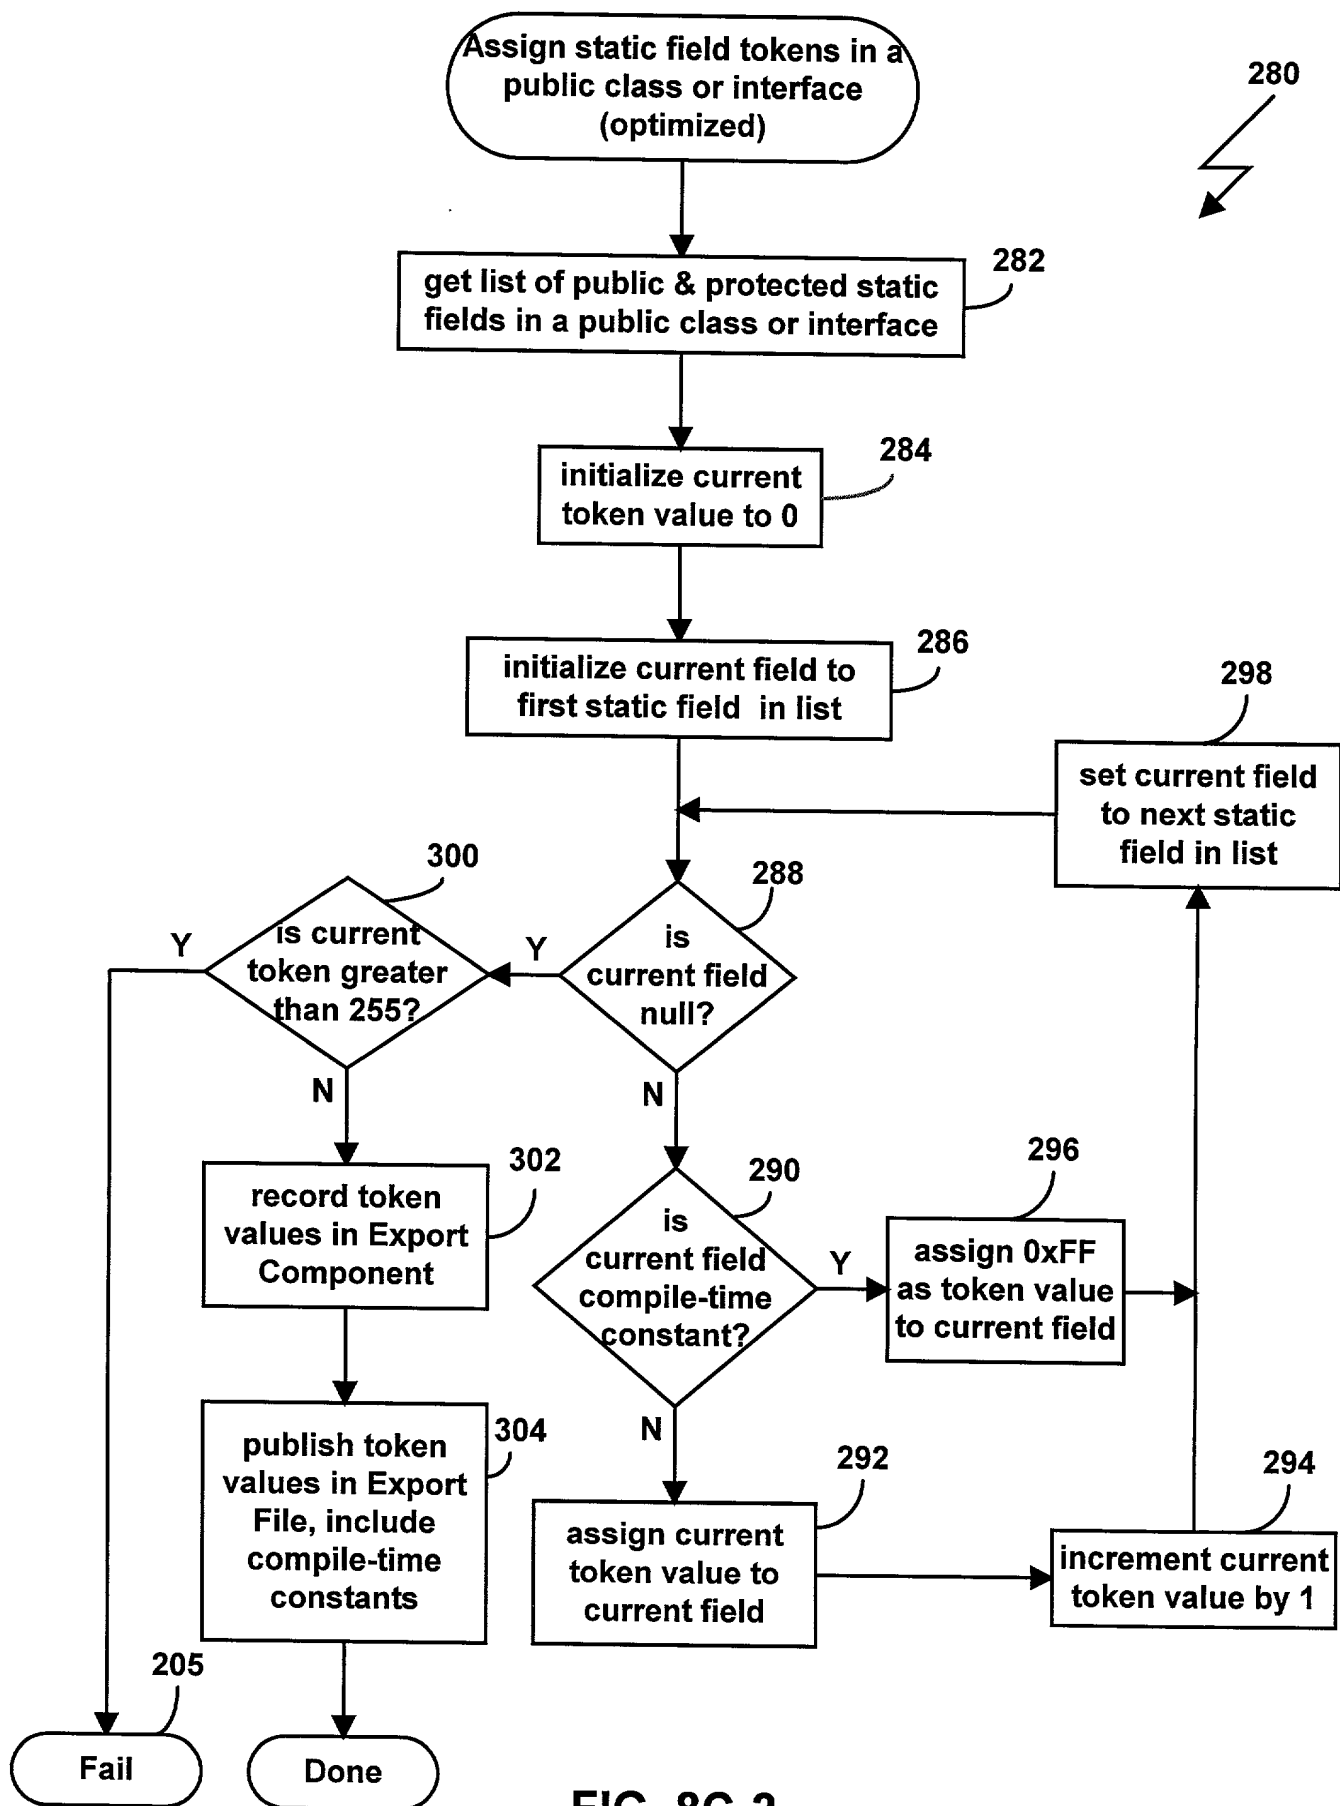 Assign static field tokens in a
public class or interface
(optimized)
280
282
get list of public & protected static
fields in a public class or interface
284
initialize current
token value to 0
286
initialize current field to
first static field in list
298
set current field
to next static
field in list
300
is current
token greater
than 255?
Y
Y
288
is
current field
null?
N
N
302
record token
values in Export
Component
290
is
current field
compile-time
constant?
Y
296
assign 0xFF
as token value
to current field
304
publish token
values in Export
File, include
compile-time
constants
N
292
assign current
token value to
current field
294
increment current
token value by 1
205
Fail
Done
FIG. 8C-2